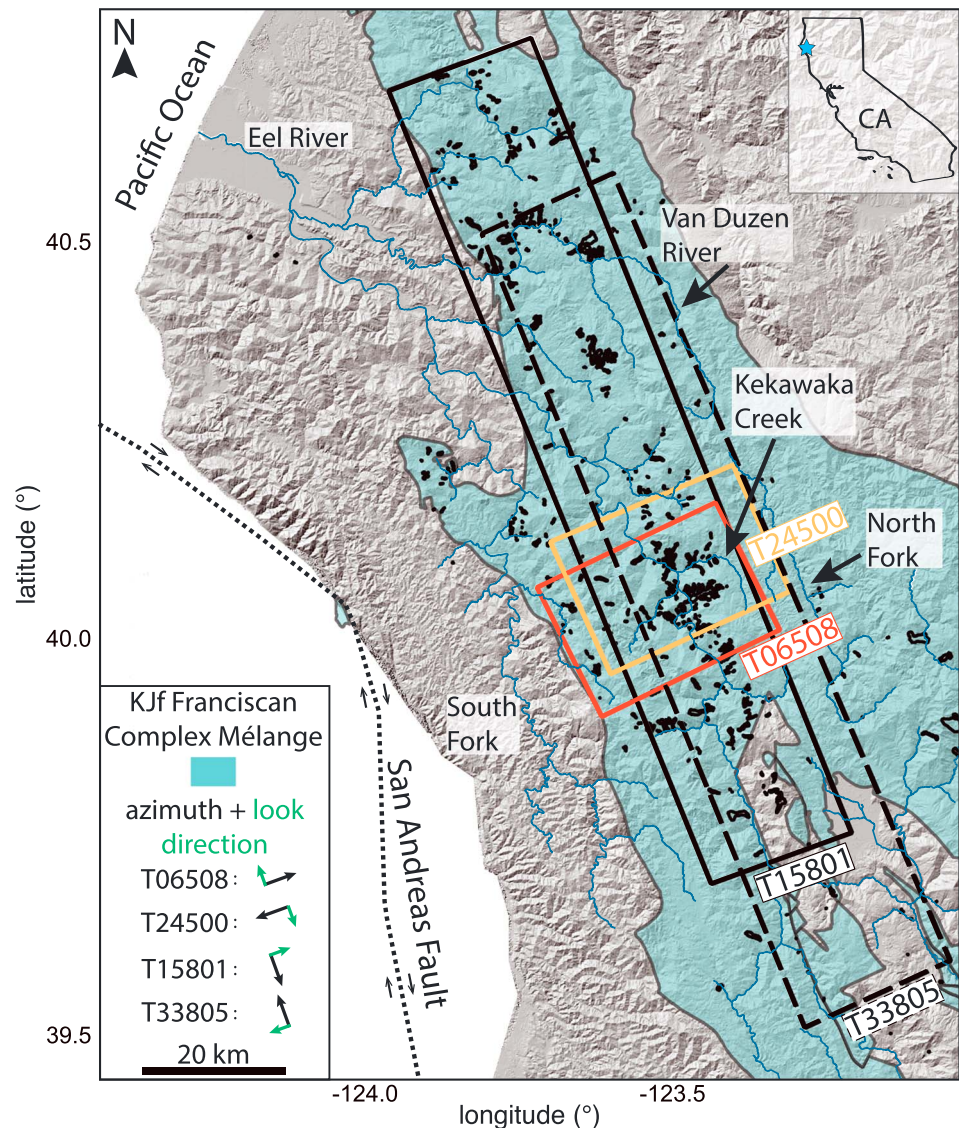 N
Pacific Ocean
Eel River
CA
Van Duzen
River
40.5
Kekawaka
Creek
T24500
North
Fork
latitude (°)
40.0
T06508
South
Fork
KJf Franciscan
Complex Mélange
azimuth + look
direction
T06508:
T24500:
T15801:
T33805:
20 km
San Andreas Fault
T15801
T33805
39.5
-124.0
-123.5
longitude (°)